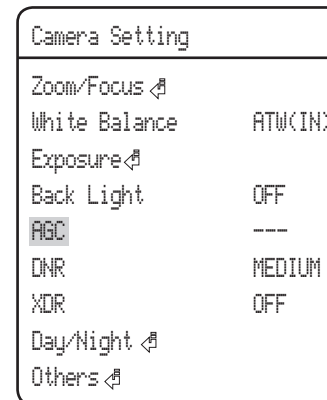 Camera Setting
Zoom/Focus
White Balance ATW(IN)
Exposure
Back Light OFF
AGC ---
DNR MEDIUM
XDR OFF
Day/Night
Others